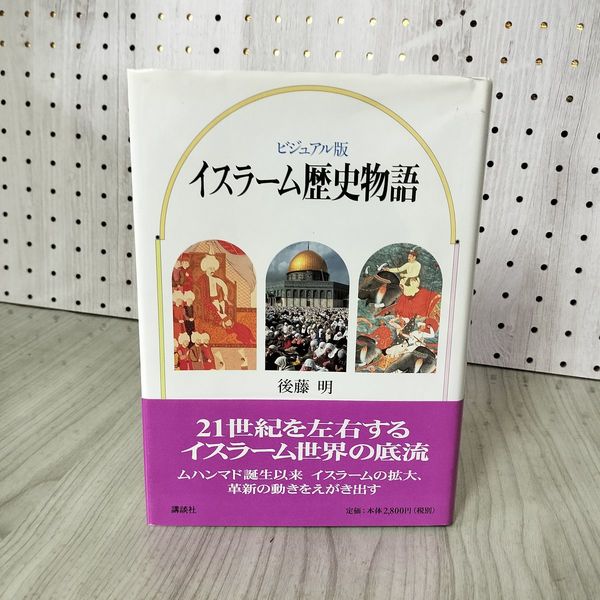 ビジュアル版
イスラーム歴史物語
後藤 明
21世紀を左右する
イスラーム世界の底流
ムハンマド誕生以来 イスラームの拡大、
革新の動きをえがき出す
講談社
定価：本体2,800円（税別）